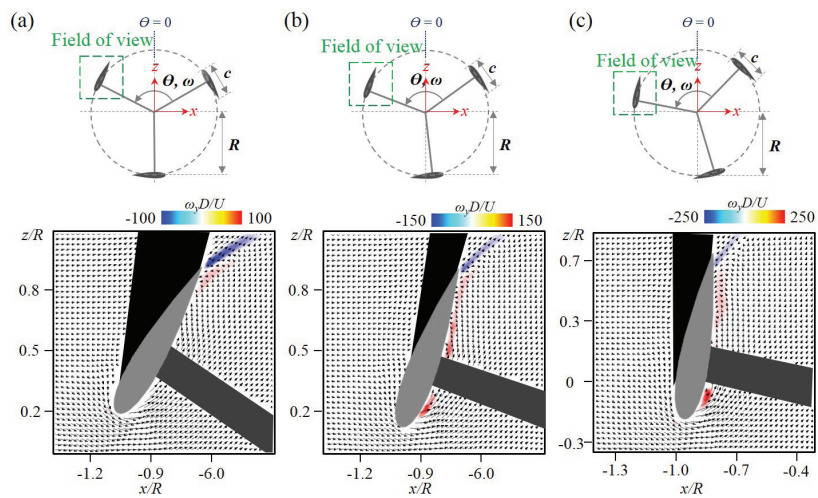 (a)
Θ = 0
Field of view
z
Θ, ω
c
x
R
-100 ω_yD/U 100
z/R
0.8
0.5
0.2
-1.2 -0.9 -6.0
x/R
(b)
Θ = 0
Field of view
z
Θ, ω
c
x
R
-150 ω_yD/U 150
z/R
0.8
0.5
0.2
-1.2 -0.9 -6.0
x/R
(c)
Θ = 0
Field of view
z
Θ, ω
c
x
R
-250 ω_yD/U 250
z/R
0.7
0.3
0
-0.3
-1.3 -1.0 -0.7 -0.4
x/R